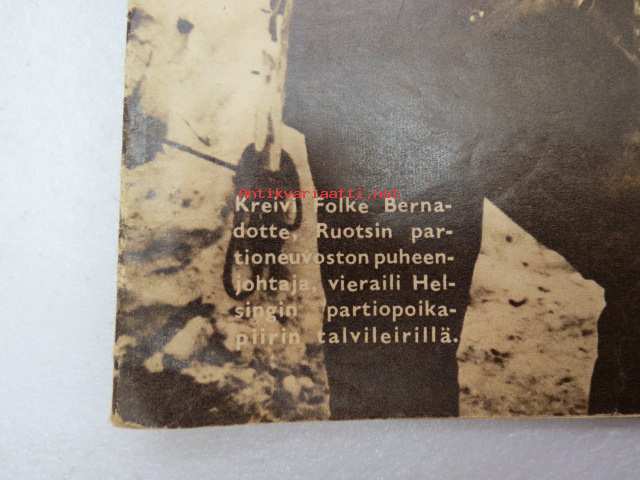 Antikvariaatti.net
Kreivi Folke Berna-
dotte, Ruotsin par-
tioneuvoston puheen-
johtaja, vieraili Hel-
singin partiopoika-
piirin talvileirillä.